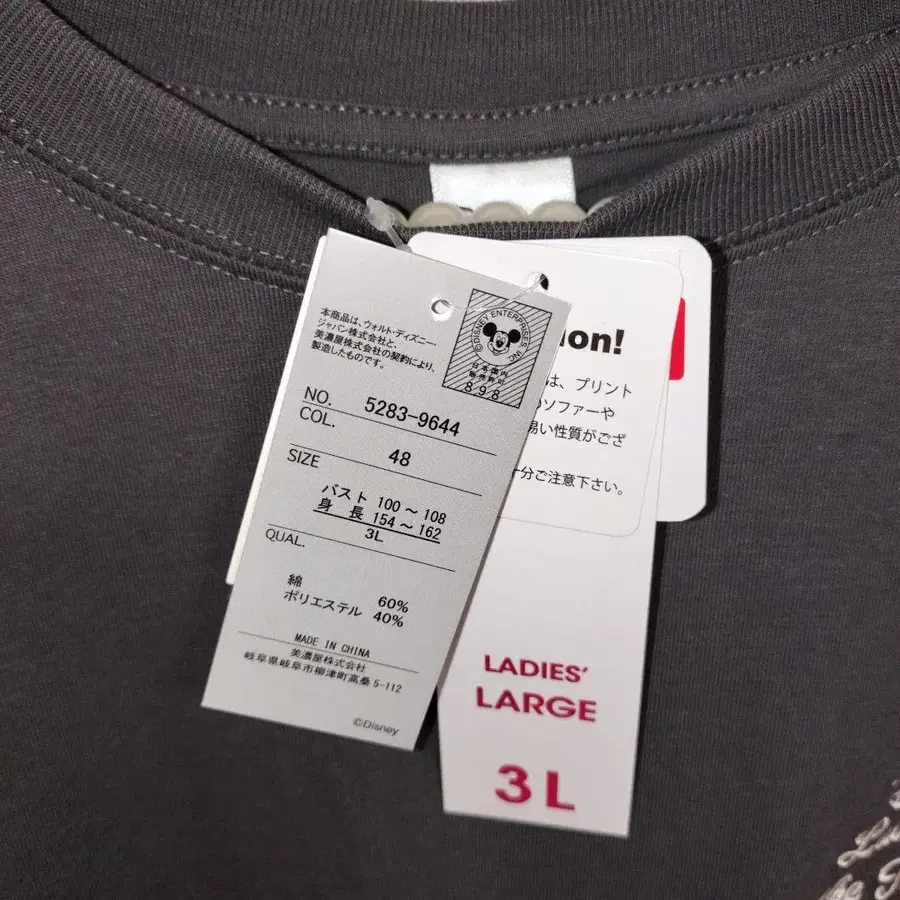 本商品は、ウォルト・ディズニー・
ジャパン株式会社と、
美濃屋株式会社の契約により、
製造したものです。
©DISNEY ENTERPRISES, INC.
日本国内
販売許可
898
NO. 5283-9644
COL.
SIZE 48
バスト 100～108
身 長 154～162
3L
QUAL.
綿 60%
ポリエステル 40%
MADE IN CHINA
美濃屋株式会社
岐阜県岐阜市柳津町高桑5-112
©Disney
ion!
は、プリント
のソファーや
易い性質がござ
十分ご注意下さい。
LADIES'
LARGE
3L